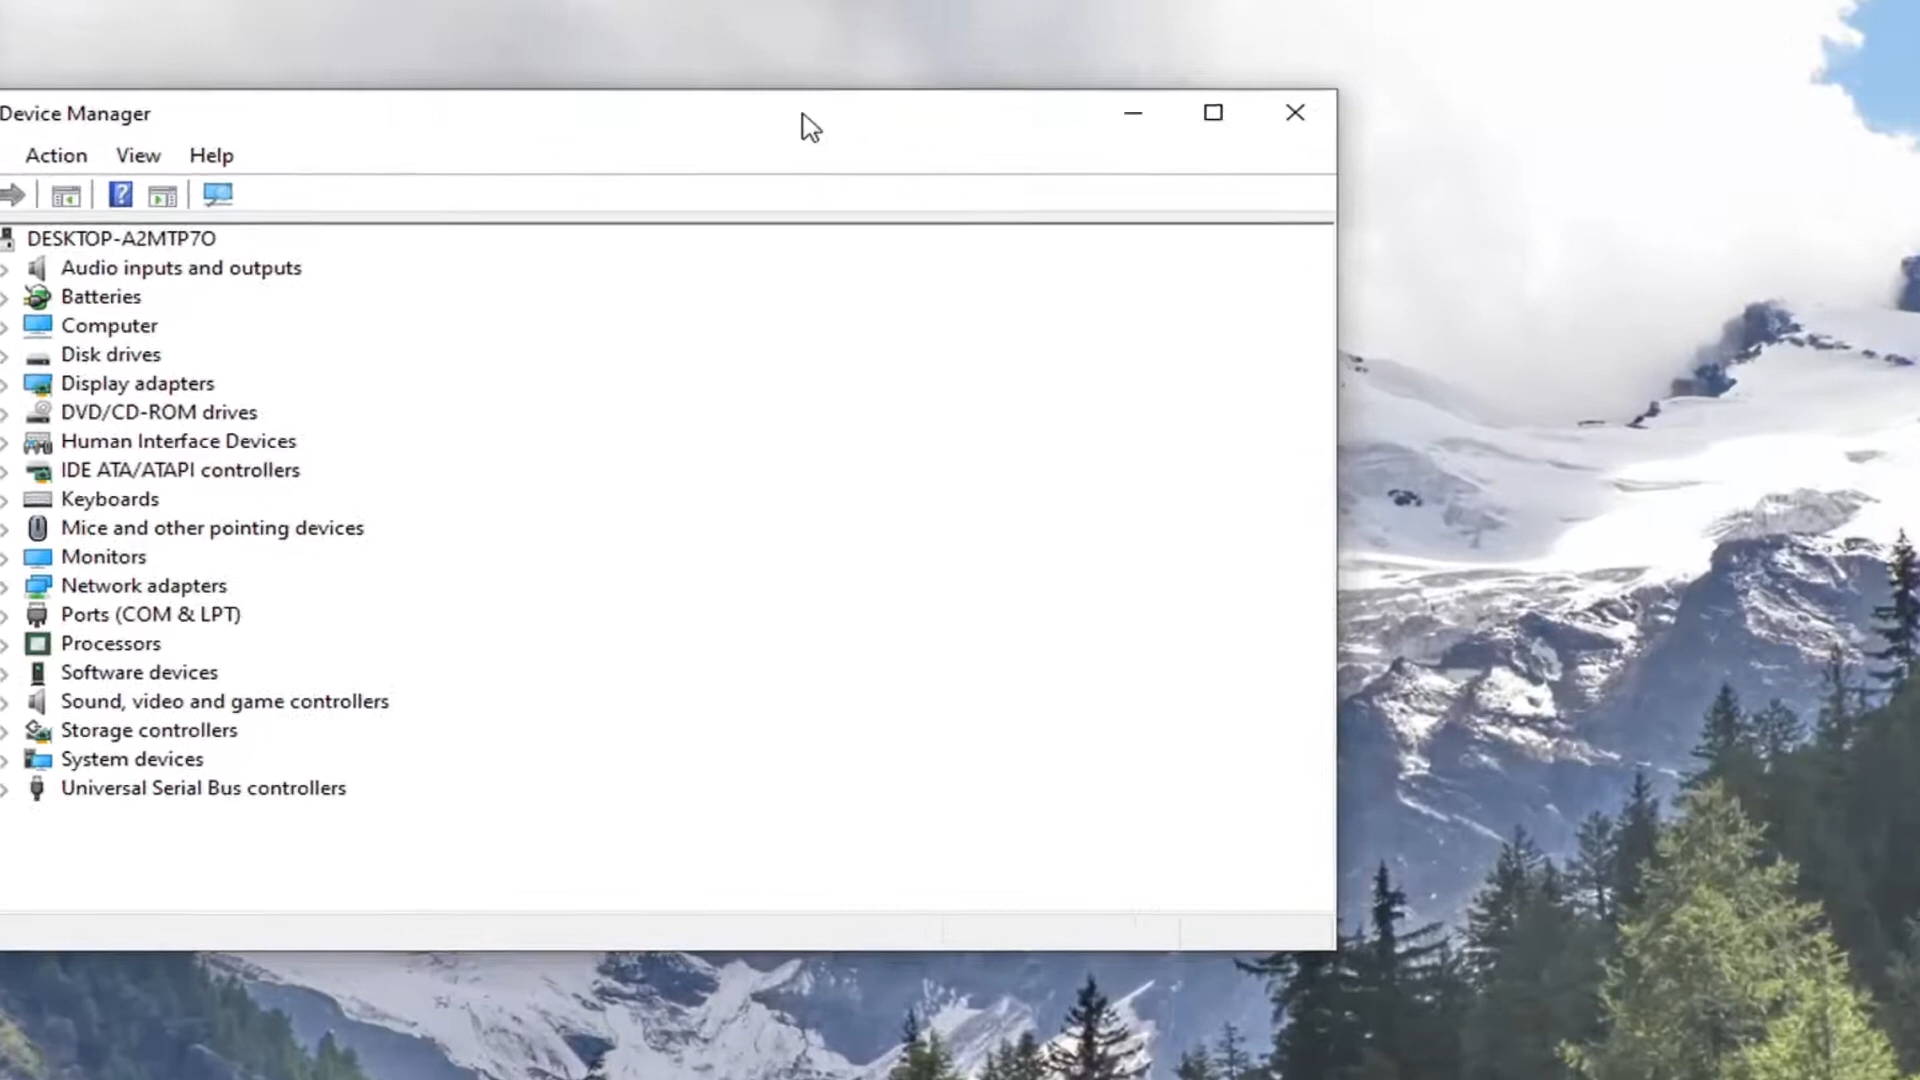 Device Manager
Action View Help
DESKTOP-A2MTP7O
Audio inputs and outputs
Batteries
Computer
Disk drives
Display adapters
DVD/CD-ROM drives
Human Interface Devices
IDE ATA/ATAPI controllers
Keyboards
Mice and other pointing devices
Monitors
Network adapters
Ports (COM & LPT)
Processors
Software devices
Sound, video and game controllers
Storage controllers
System devices
Universal Serial Bus controllers